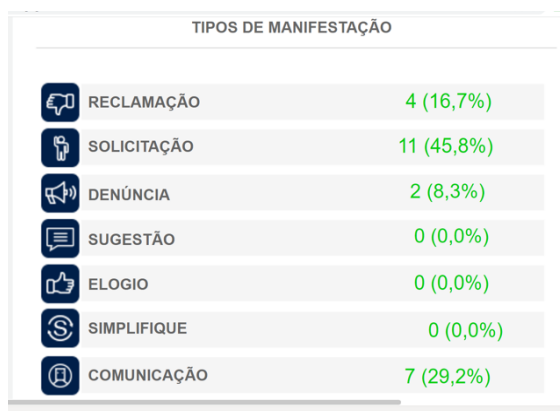 TIPOS DE MANIFESTAÇÃO
RECLAMAÇÃO 4 (16,7%)
SOLICITAÇÃO 11 (45,8%)
DENÚNCIA 2 (8,3%)
SUGESTÃO 0 (0,0%)
ELOGIO 0 (0,0%)
SIMPLIFIQUE 0 (0,0%)
COMUNICAÇÃO 7 (29,2%)